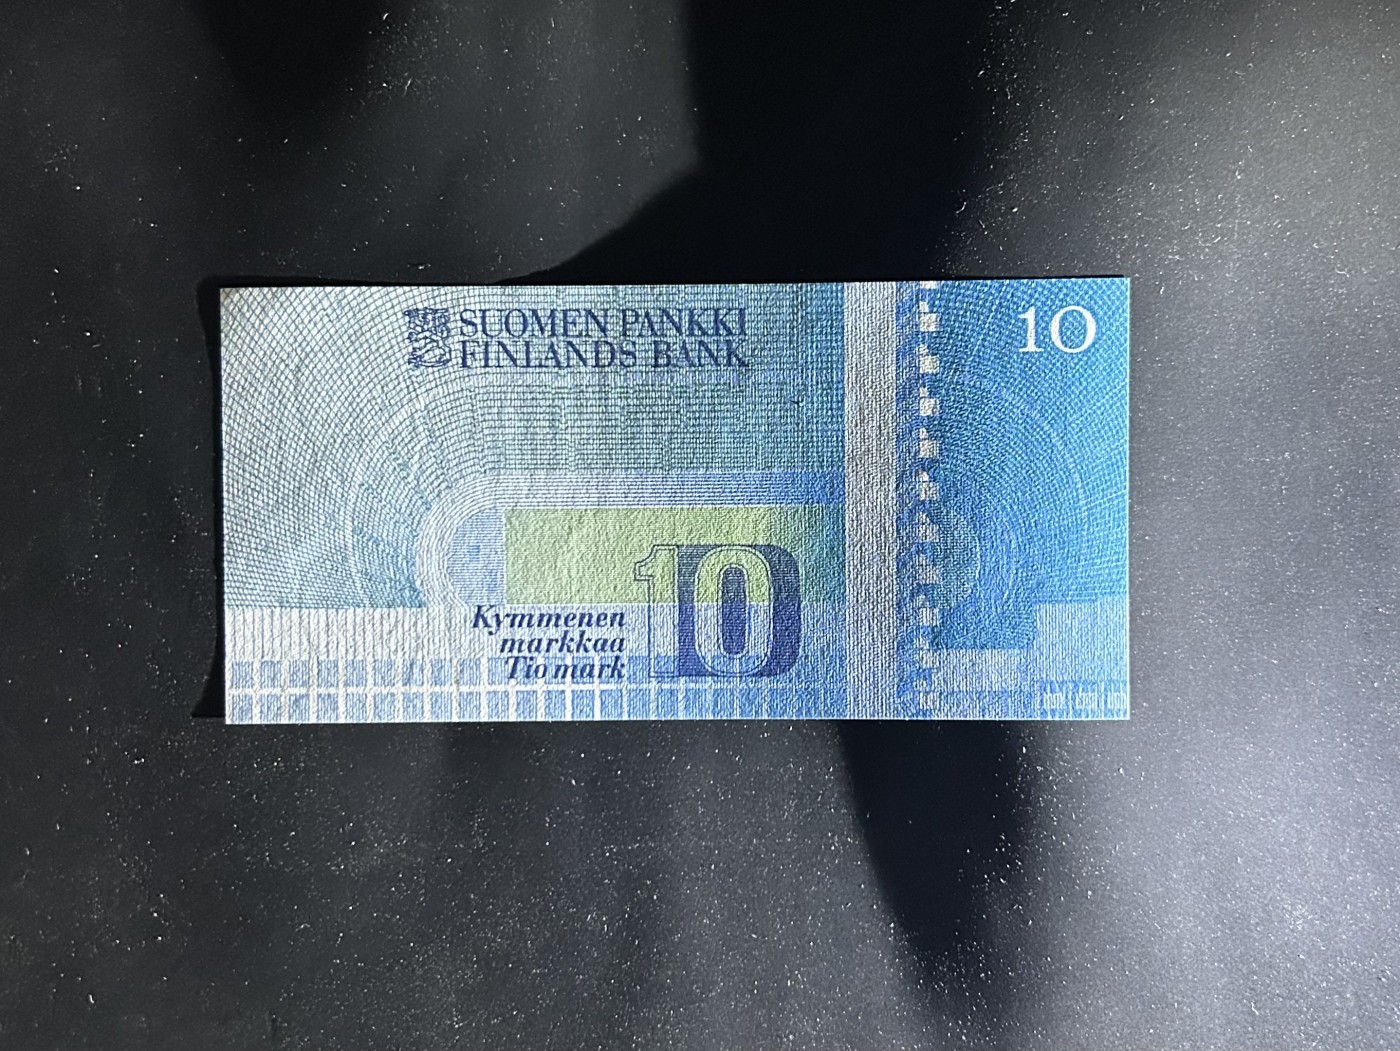 SUOMEN PANKKI
FINLANDS BANK
10
10
Kymmenen
markkaa
Tio mark